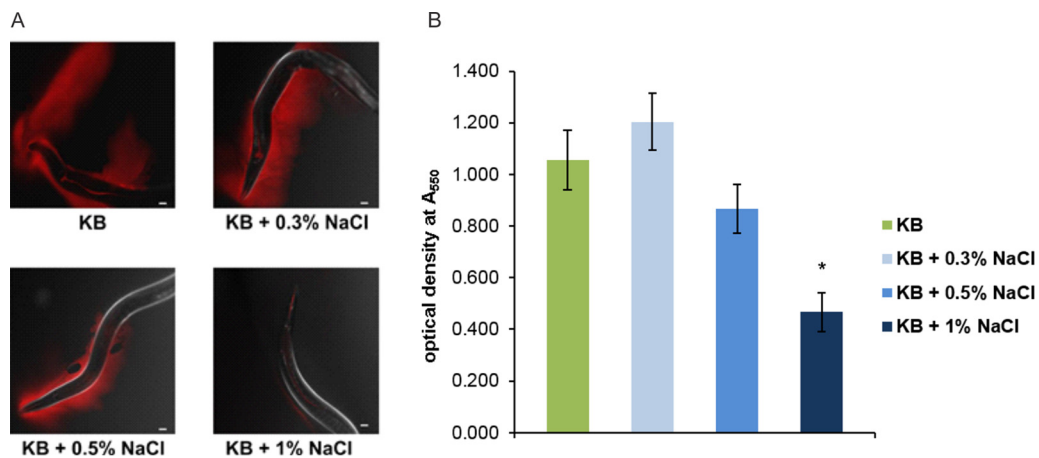 A
KB
KB + 0.3% NaCl
KB + 0.5% NaCl
KB + 1% NaCl
B
optical density at A550
1.400
1.200
1.000
0.800
0.600
0.400
0.200
0.000
*
KB
KB + 0.3% NaCl
KB + 0.5% NaCl
KB + 1% NaCl